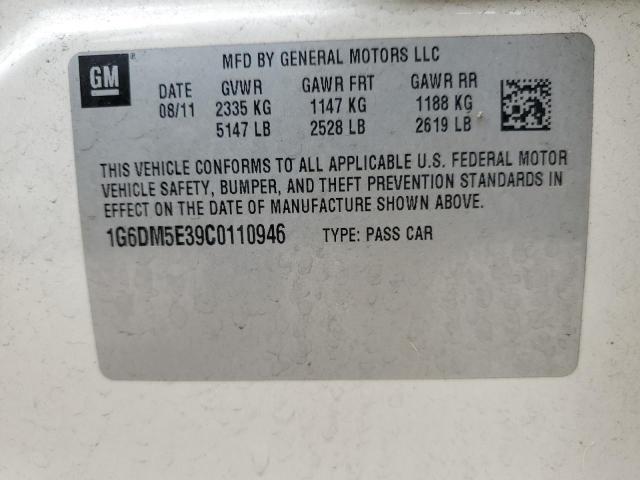 GM
MFD BY GENERAL MOTORS LLC
DATE GVWR GAWR FRT GAWR RR
08/11 2335 KG 1147 KG 1188 KG
5147 LB 2528 LB 2619 LB
THIS VEHICLE CONFORMS TO ALL APPLICABLE U.S. FEDERAL MOTOR
VEHICLE SAFETY, BUMPER, AND THEFT PREVENTION STANDARDS IN
EFFECT ON THE DATE OF MANUFACTURE SHOWN ABOVE.
1G6DM5E39C0110946 TYPE: PASS CAR